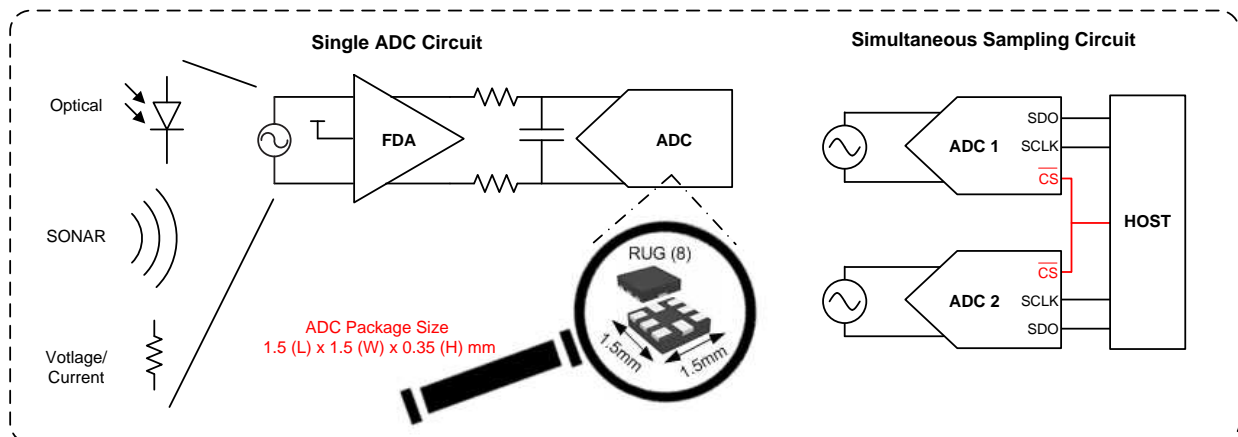 Single ADC Circuit
Simultaneous Sampling Circuit
Optical
SONAR
Votlage/
Current
FDA
ADC
RUG (8)
1.5mm
1.5mm
ADC Package Size
1.5 (L) x 1.5 (W) x 0.35 (H) mm
ADC 1
SDO
SCLK
CS
HOST
ADC 2
CS
SCLK
SDO